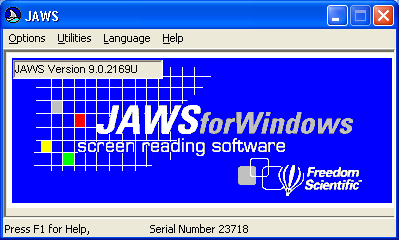 JAWS
Options Utilities Language Help
JAWS Version 9.0.2169U
JAWSforWindows
screen reading software
Freedom
Scientific™
Press F1 for Help, Serial Number 23718